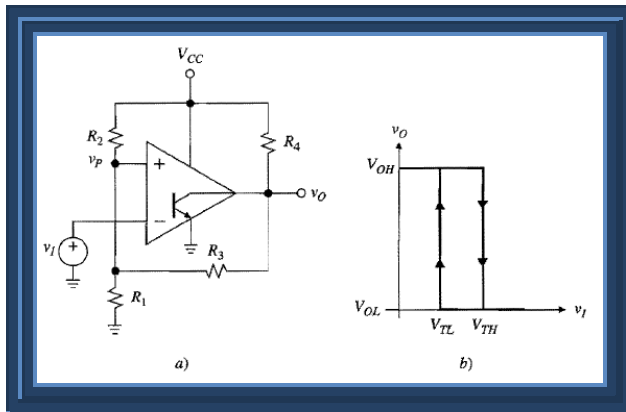 V_CC
R_2
R_4
v_P
+
v_O
−
v_I
+
R_3
R_1
a)
v_O
V_OH
V_OL
V_TL V_TH
v_I
b)